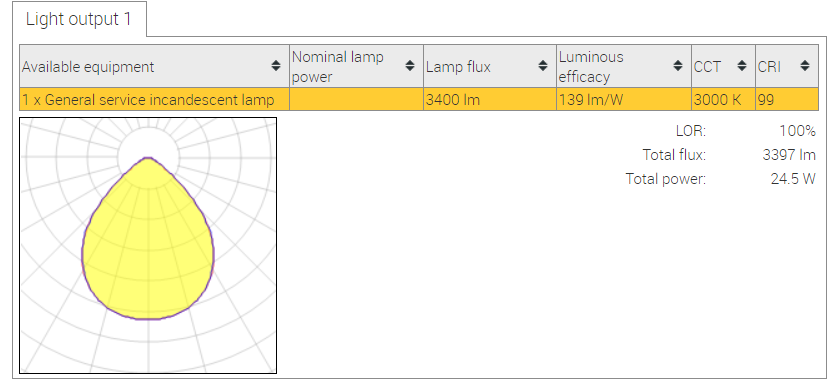 Light output 1
Available equipment Nominal lamp power Lamp flux Luminous efficacy CCT CRI
1 x General service incandescent lamp 3400 lm 139 lm/W 3000 K 99
LOR: 100%
Total flux: 3397 lm
Total power: 24.5 W